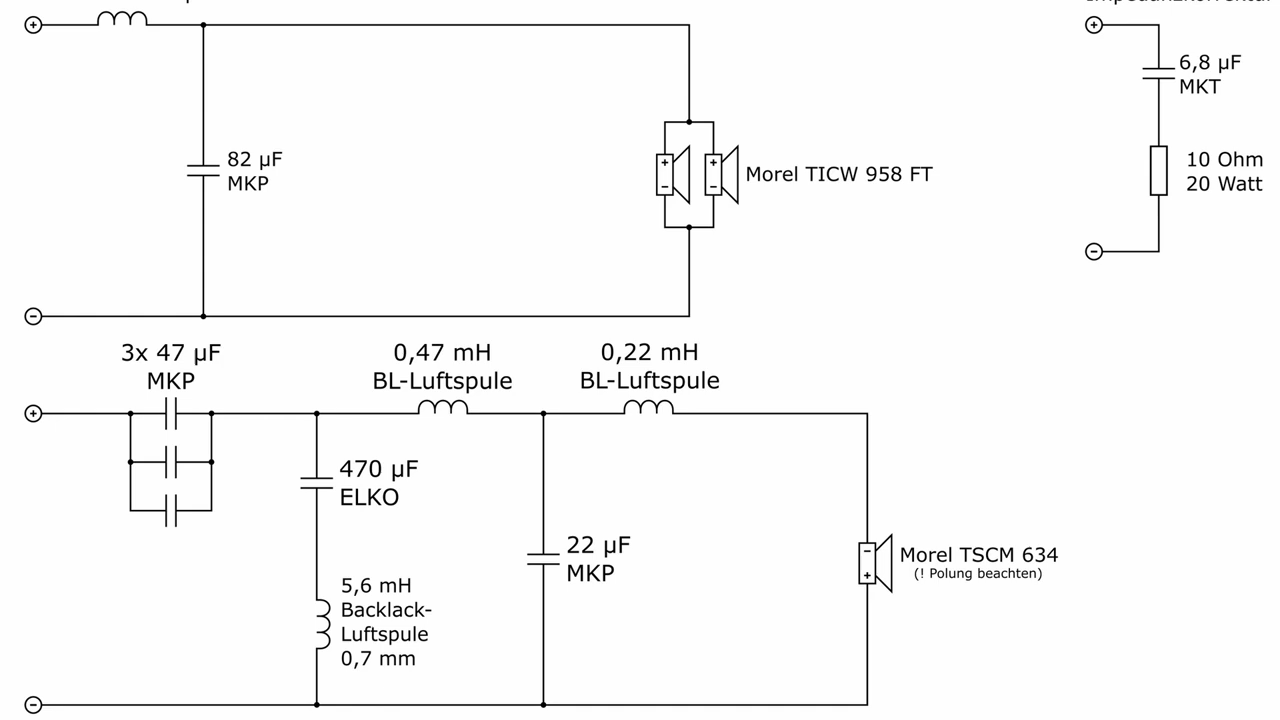 6,8 µF
MKT
82 µF
MKP
Morel TICW 958 FT
10 Ohm
20 Watt
3x 47 µF
MKP
0,47 mH
BL-Luftspule
0,22 mH
BL-Luftspule
470 µF
ELKO
22 µF
MKP
Morel TSCM 634
(! Polung beachten)
5,6 mH
Backlack-
Luftspule
0,7 mm